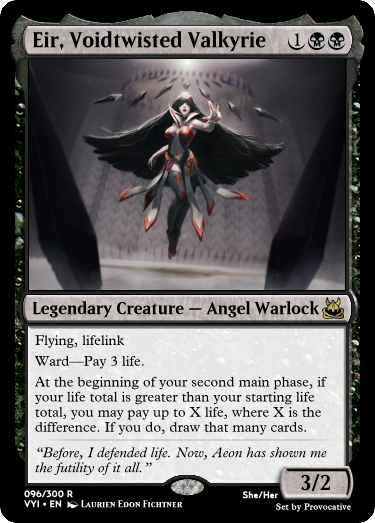 Eir, Voidtwisted Valkyrie 1
Legendary Creature — Angel Warlock
Flying, lifelink
Ward—Pay 3 life.
At the beginning of your second main phase, if
your life total is greater than your starting life
total, you may pay up to X life, where X is the
difference. If you do, draw that many cards.
“Before, I defended life. Now, Aeon has shown me
the futility of it all.”
3/2
096/300 R
VYI • EN Laurien Edon Fichtner
She/Her
Set by Provocative